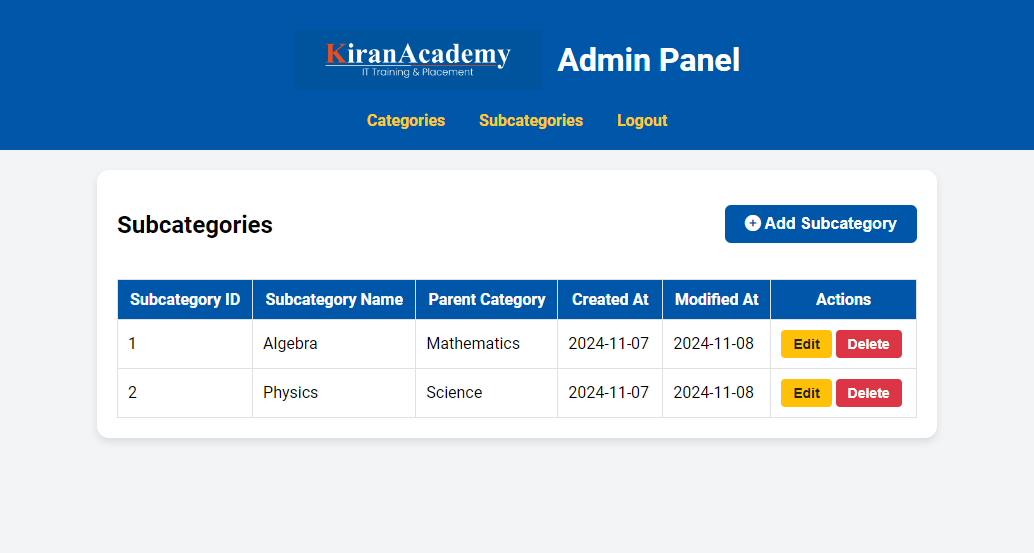 KiranAcademy
IT Training & Placement
Admin Panel
Categories Subcategories Logout
Subcategories
Add Subcategory
Subcategory ID Subcategory Name Parent Category Created At Modified At Actions
1 Algebra Mathematics 2024-11-07 2024-11-08 Edit Delete
2 Physics Science 2024-11-07 2024-11-08 Edit Delete